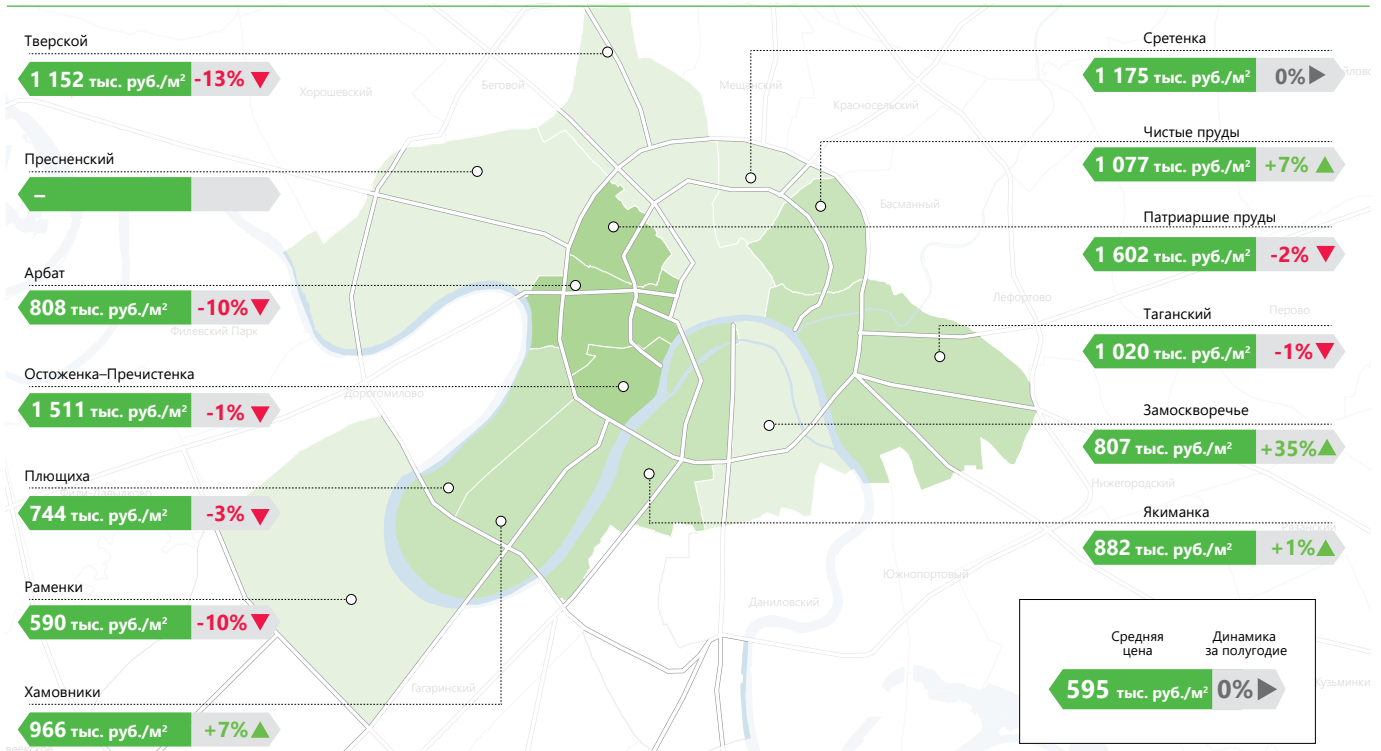 Тверской
1 152 тыс. руб./м² -13%
Пресненский
–
Арбат
808 тыс. руб./м² -10%
Остоженка–Пречистенка
1 511 тыс. руб./м² -1%
Плющиха
744 тыс. руб./м² -3%
Раменки
590 тыс. руб./м² -10%
Хамовники
966 тыс. руб./м² +7%
Хорошевский
Беговой
Мещанский
Красносельский
Басманный
Лефортово
Перово
Филевский Парк
Дорогомилово
Фили-Давыдково
Гагаринский
Даниловский
Южнопортовый
Нижегородский
Рязанский
Кузьминки
Сретенка
1 175 тыс. руб./м² 0%
Чистые пруды
1 077 тыс. руб./м² +7%
Патриаршие пруды
1 602 тыс. руб./м² -2%
Таганский
1 020 тыс. руб./м² -1%
Замоскворечье
807 тыс. руб./м² +35%
Якиманка
882 тыс. руб./м² +1%
Средняя
цена
Динамика
за полугодие
595 тыс. руб./м² 0%